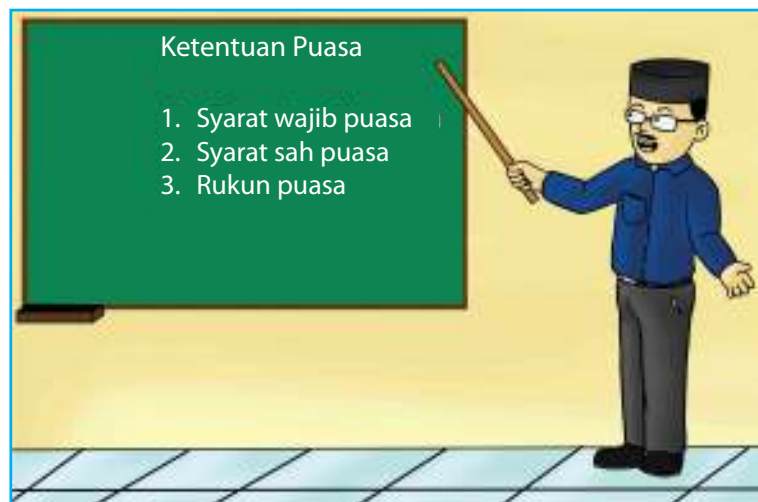 Ketentuan Puasa
1. Syarat wajib puasa
2. Syarat sah puasa
3. Rukun puasa